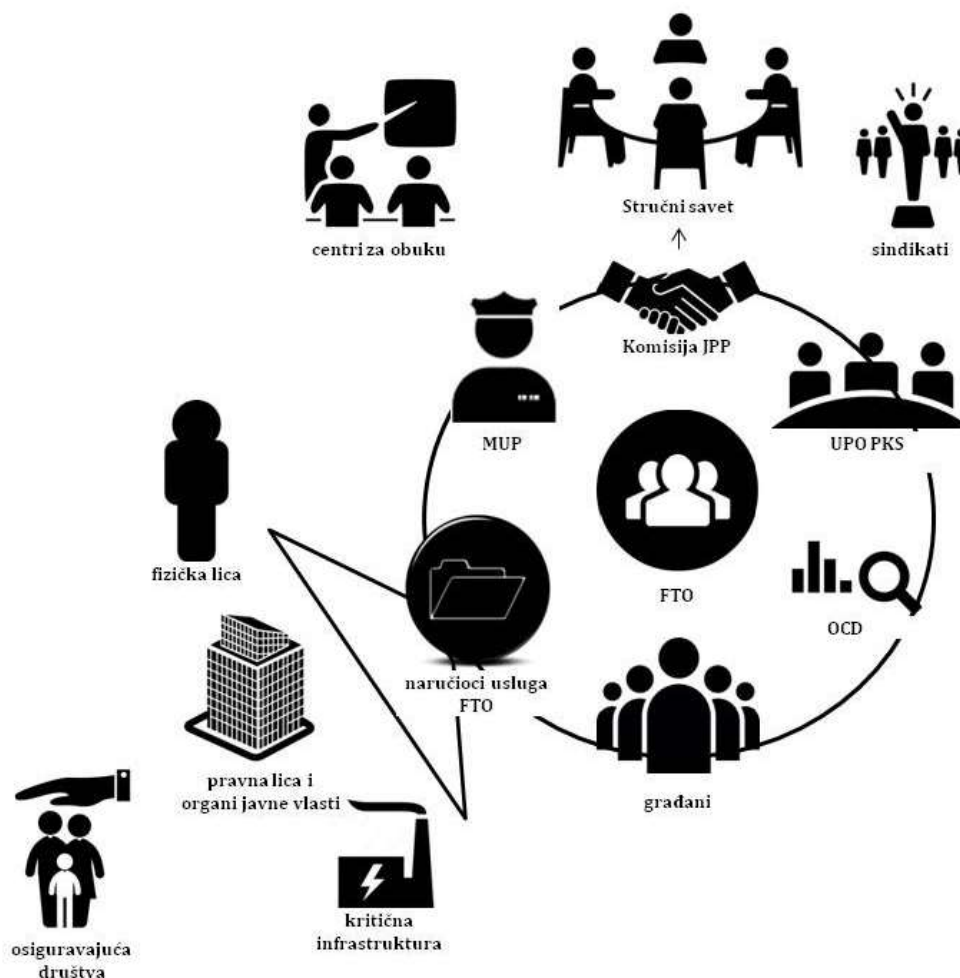 Stručni savet
centri za obuku
sindikati
Komisija JPP
MUP
UPO PKS
fizička lica
FTO
OCD
naručioci usluga
FTO
pravna lica i
organi javne vlasti
građani
kritična
infrastruktura
osiguravajuća
društva